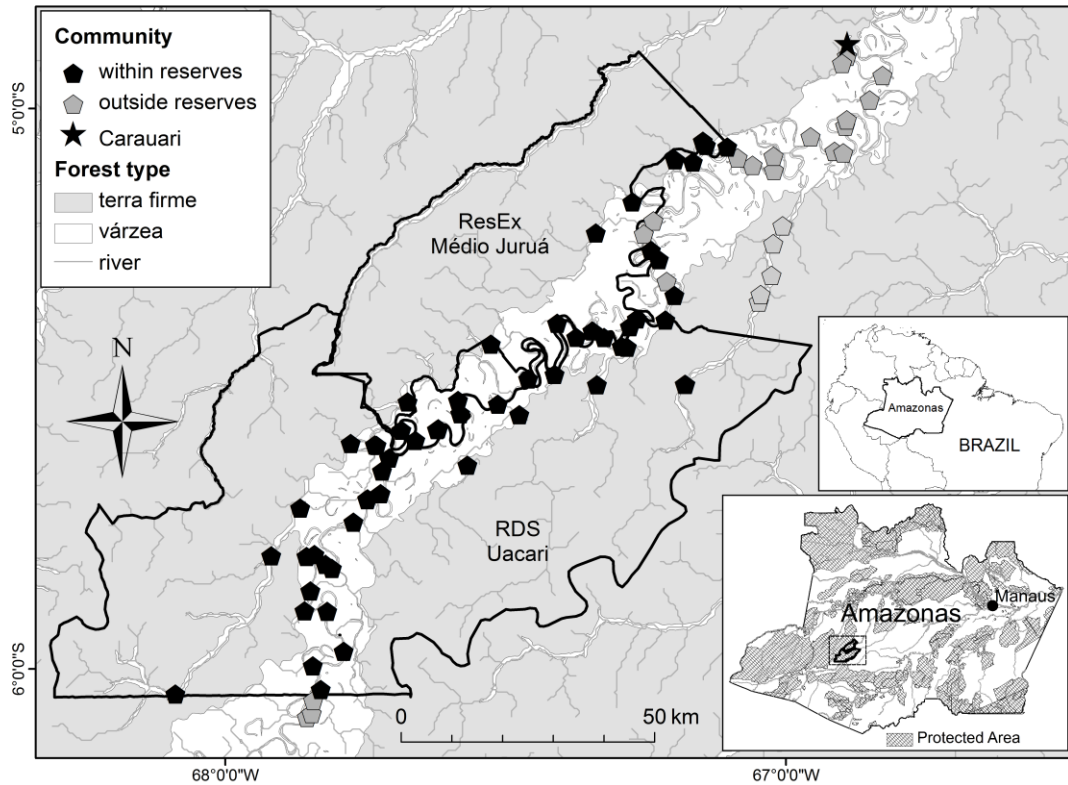 Community
within reserves
outside reserves
Carauari
Forest type
terra firme
várzea
river
5°0'0"S
ResEx
Médio Juruá
N
Amazonas
BRAZIL
RDS
Uacari
Manaus
Amazonas
6°0'0"S
0 50 km
Protected Area
68°0'0"W
67°0'0"W